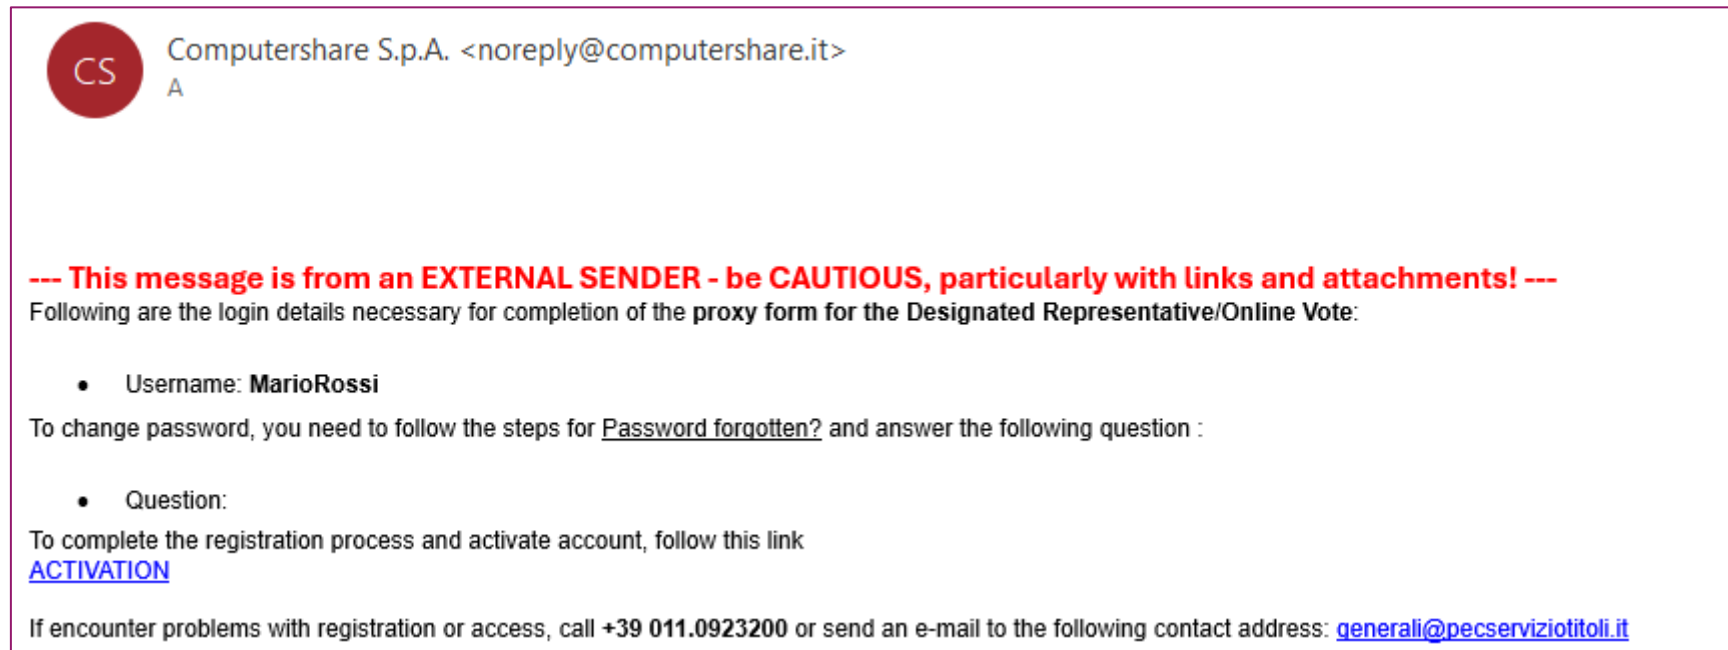 CS
Computershare S.p.A. <noreply@computershare.it>
A
--- This message is from an EXTERNAL SENDER - be CAUTIOUS, particularly with links and attachments! ---
Following are the login details necessary for completion of the proxy form for the Designated Representative/Online Vote:
• Username: MarioRossi
To change password, you need to follow the steps for Password forgotten? and answer the following question :
• Question:
To complete the registration process and activate account, follow this link
ACTIVATION
If encounter problems with registration or access, call +39 011.0923200 or send an e-mail to the following contact address: generali@pecserviziotitoli.it